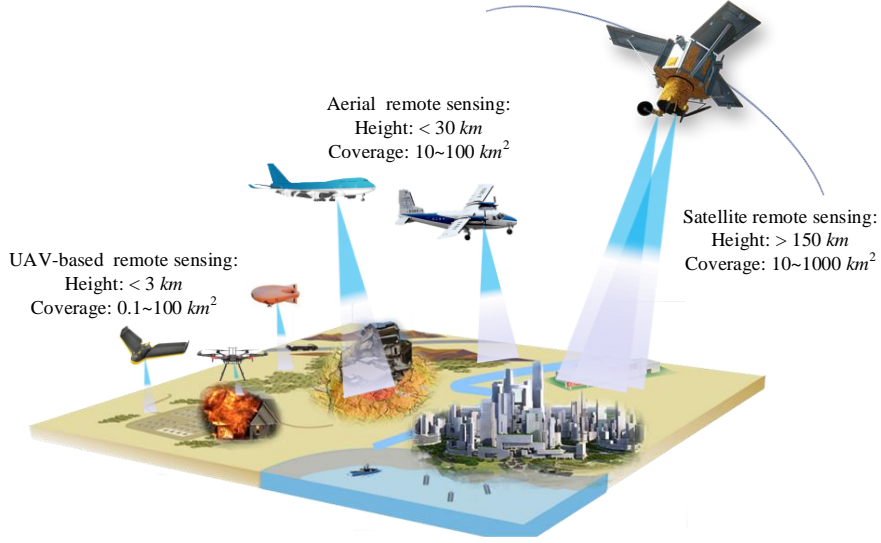 Aerial remote sensing:
Height: < 30 km
Coverage: 10~100 km²
Satellite remote sensing:
Height: > 150 km
Coverage: 10~1000 km²
UAV-based remote sensing:
Height: < 3 km
Coverage: 0.1~100 km²